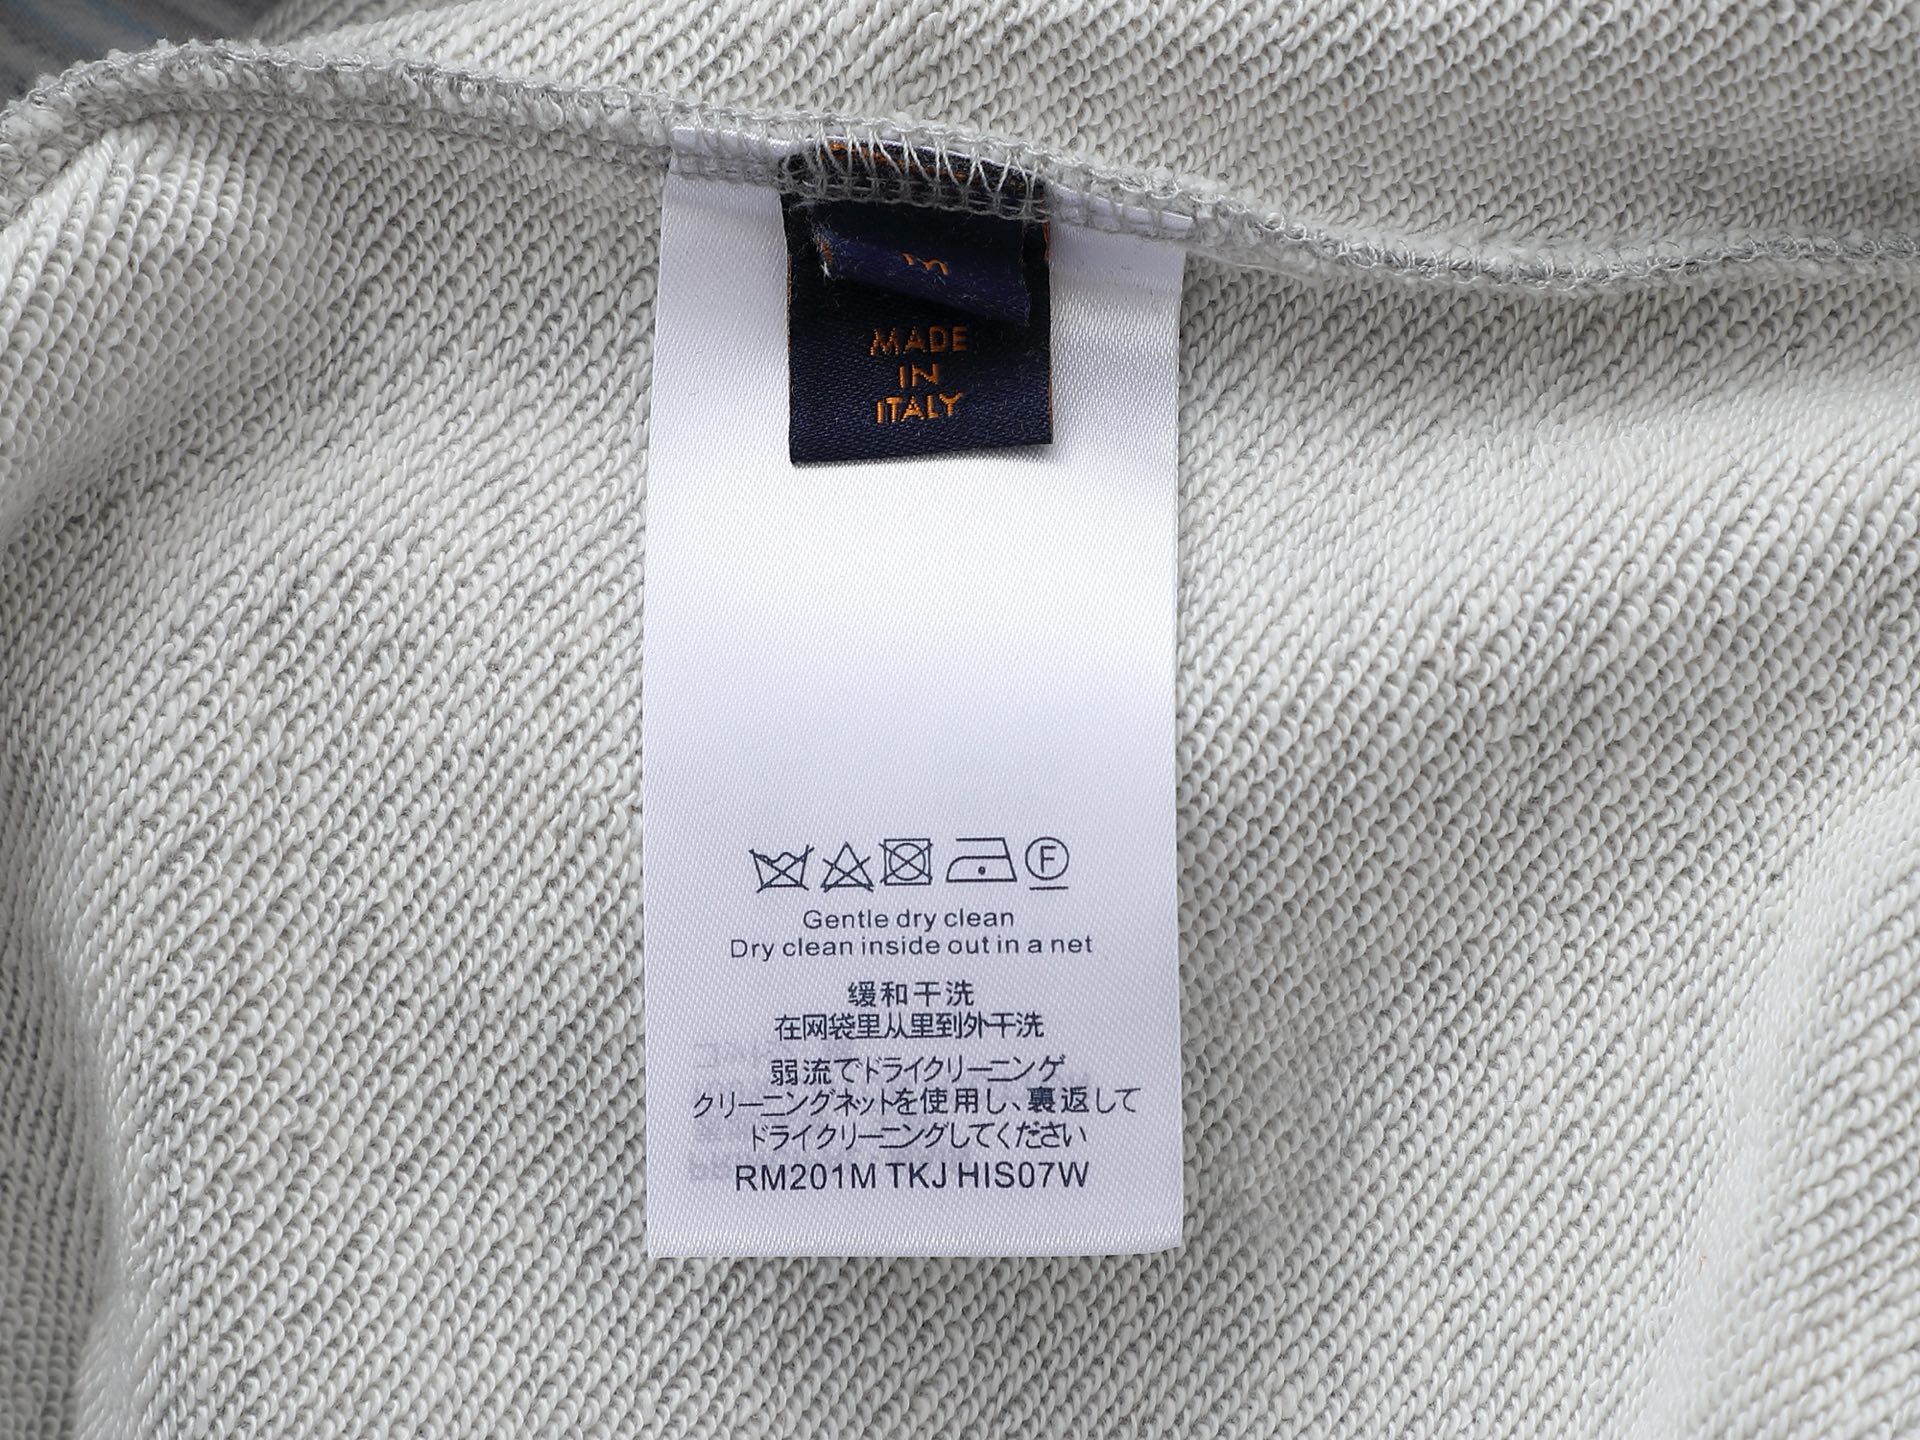 MADE
IN
ITALY
F
Gentle dry clean
Dry clean inside out in a net
缓和干洗
在网袋里从里到外干洗
弱流でドライクリーニング
クリーニングネットを使用し、裏返して
ドライクリーニングしてください
RM201M TKJ HIS07W